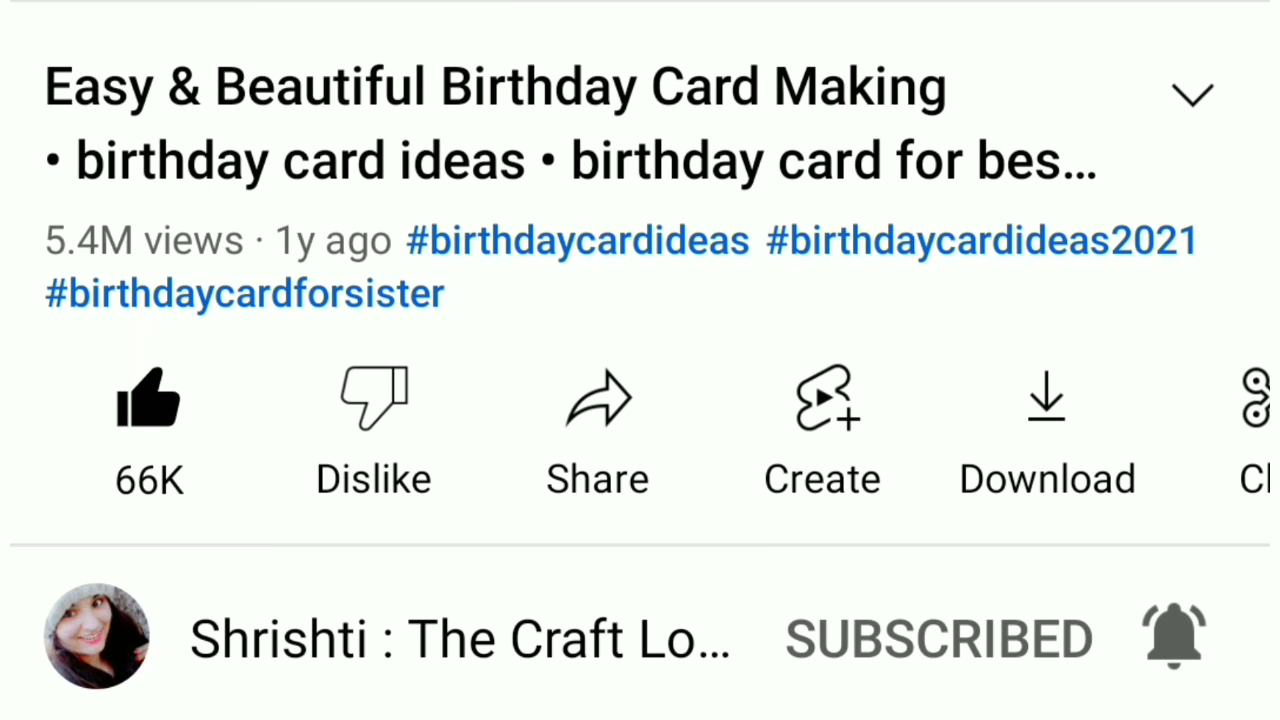 Easy & Beautiful Birthday Card Making
• birthday card ideas • birthday card for bes...
5.4M views · 1y ago #birthdaycardideas #birthdaycardideas2021
#birthdaycardforsister
66K Dislike Share Create Download Cl
Shrishti : The Craft Lo... SUBSCRIBED